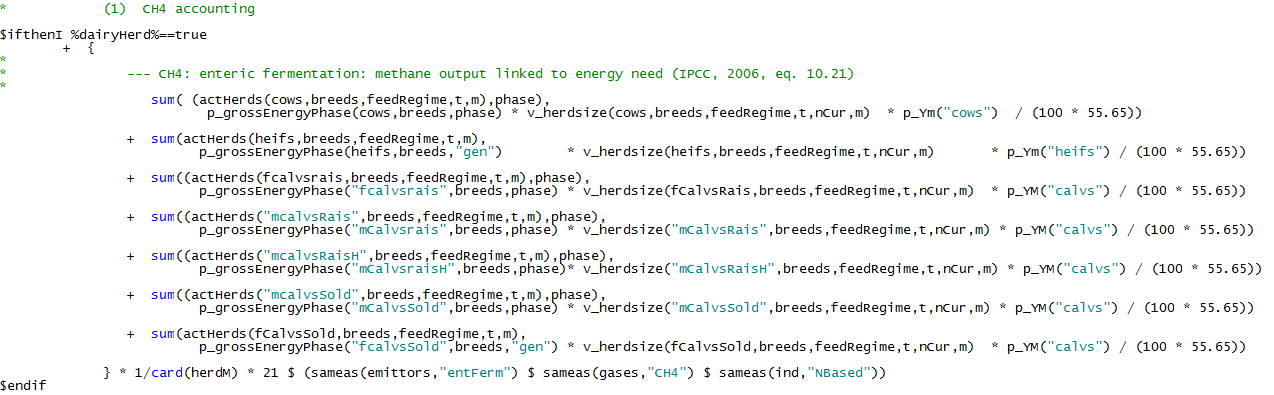 *            (1)  CH4 accounting
$ifthenI %dairyHerd%==true
        +  {
*
*               --- CH4: enteric fermentation: methane output linked to energy need (IPCC, 2006, eq. 10.21)
*
                   sum( (actHerds(cows,breeds,feedRegime,t,m),phase),
                          p_grossEnergyPhase(cows,breeds,phase) * v_herdsize(cows,breeds,feedRegime,t,nCur,m)  * p_Ym("cows")  / (100 * 55.65))
                +  sum(actHerds(heifs,breeds,feedRegime,t,m),
                         p_grossEnergyPhase(heifs,breeds,"gen")        * v_herdsize(heifs,breeds,feedRegime,t,nCur,m)       * p_Ym("heifs") / (100 * 55.65))
                +  sum((actHerds(fcalvsrais,breeds,feedRegime,t,m),phase),
                         p_grossEnergyPhase("fcalvsrais",breeds,phase) * v_herdsize(fCalvsRais,breeds,feedRegime,t,nCur,m)  * p_YM("calvs") / (100 * 55.65))
                +  sum((actHerds("mcalvsRais",breeds,feedRegime,t,m),phase),
                         p_grossEnergyPhase("mCalvsrais",breeds,phase) * v_herdsize("mCalvsRais",breeds,feedRegime,t,nCur,m) * p_YM("calvs") / (100 * 55.65))
                +  sum((actHerds("mcalvsRaisH",breeds,feedRegime,t,m),phase),
                         p_grossEnergyPhase("mCalvsraisH",breeds,phase)* v_herdsize("mCalvsRaisH",breeds,feedRegime,t,nCur,m) * p_YM("calvs") / (100 * 55.65))
                +  sum((actHerds("mcalvsSold",breeds,feedRegime,t,m),phase),
                         p_grossEnergyPhase("mCalvsSold",breeds,phase) * v_herdsize("mCalvsSold",breeds,feedRegime,t,nCur,m) * p_YM("calvs") / (100 * 55.65))
                +  sum(actHerds(fCalvsSold,breeds,feedRegime,t,m),
                         p_grossEnergyPhase("fcalvsSold",breeds,"gen") * v_herdsize(fCalvsSold,breeds,feedRegime,t,nCur,m)  * p_YM("calvs") / (100 * 55.65))
             } * 1/card(herdM) * 21 $ (sameas(emittors,"entFerm") $ sameas(gases,"CH4") $ sameas(ind,"NBased"))
$endif